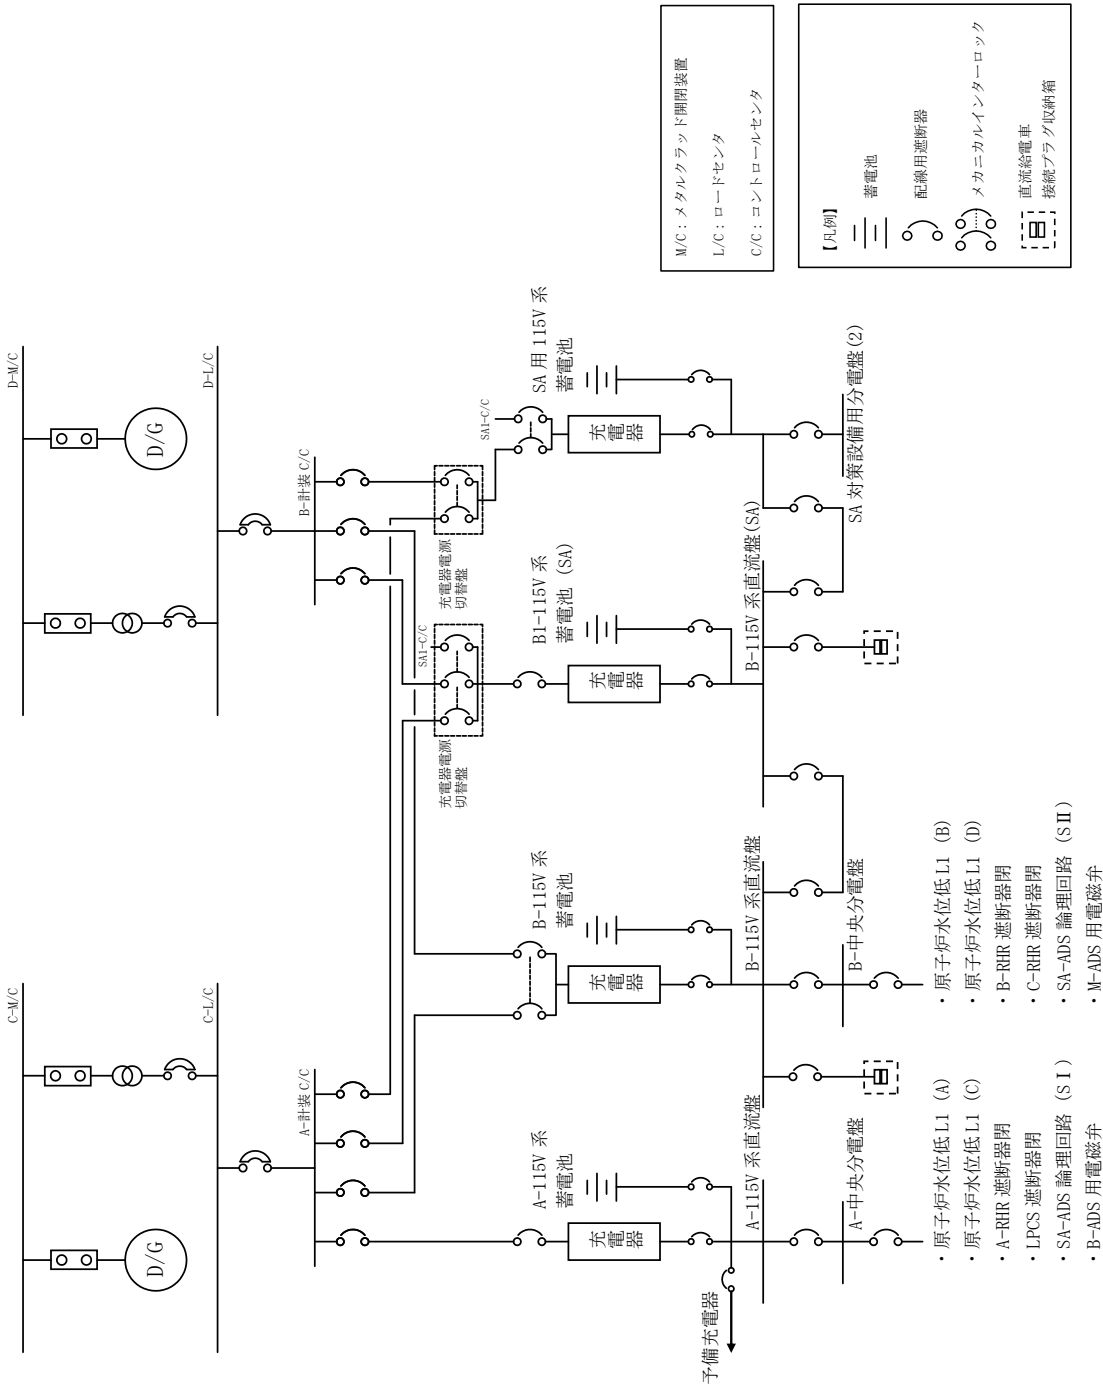 C-M/C
D-M/C
D/G
D/G
C-L/C
D-L/C
A-計装 C/C
B-計装 C/C
充電器電源
切替盤
充電器電源
切替盤
SA1-C/C
SA1-C/C
A-115V 系
蓄電池
B-115V 系
蓄電池
B1-115V 系
蓄電池 (SA)
SA 用 115V 系
蓄電池
充電器
充電器
充電器
充電器
予備充電器
A-115V 系直流盤
B-115V 系直流盤
B-115V 系直流盤(SA)
A-中央分電盤
B-中央分電盤
SA 対策設備用分電盤(2)
・原子炉水位低 L1 (A)
・原子炉水位低 L1 (C)
・A-RHR 遮断器閉
・LPCS 遮断器閉
・SA-ADS 論理回路 (SⅠ)
・B-ADS 用電磁弁
・原子炉水位低 L1 (B)
・原子炉水位低 L1 (D)
・B-RHR 遮断器閉
・C-RHR 遮断器閉
・SA-ADS 論理回路 (SⅡ)
・M-ADS 用電磁弁
M/C：メタルクラッド開閉装置
L/C：ロードセンタ
C/C：コントロールセンタ
【凡例】
蓄電池
配線用遮断器
メカニカルインターロック
直流給電車
接続プラグ収納箱